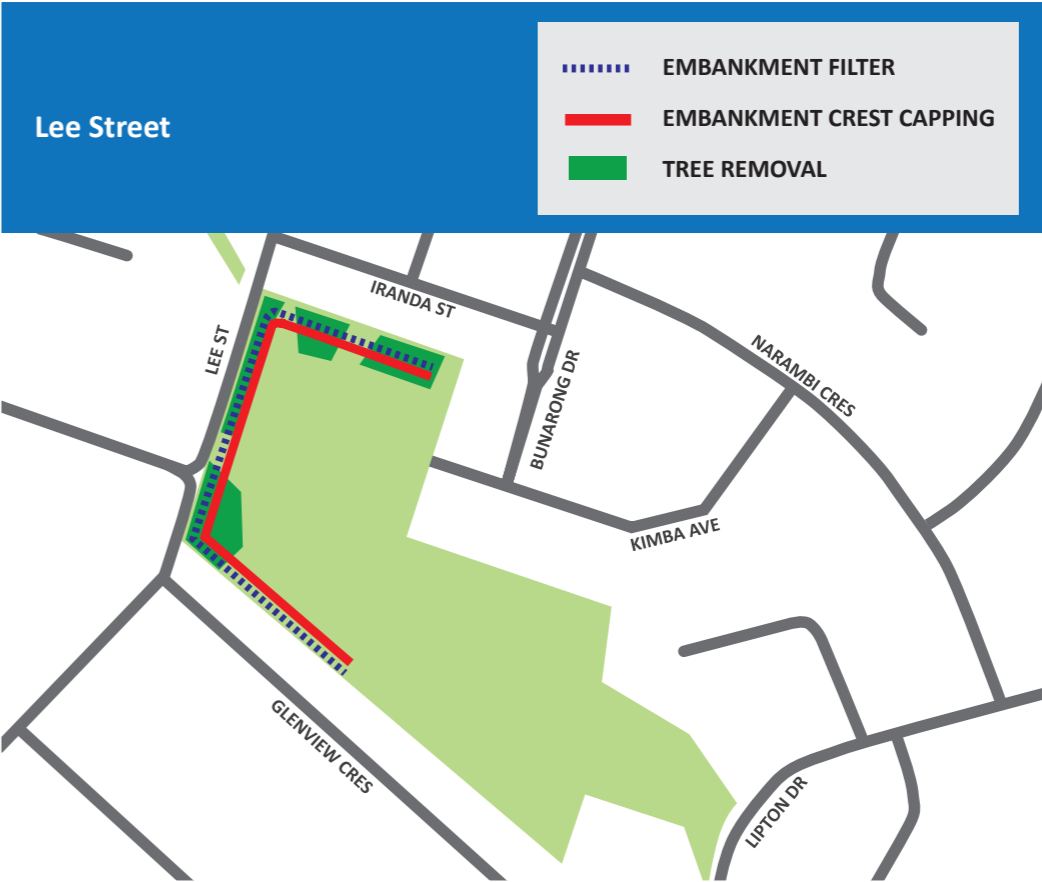 Lee Street
EMBANKMENT FILTER
EMBANKMENT CREST CAPPING
TREE REMOVAL
IRANDA ST
LEE ST
BUNARONG DR
NARAMBI CRES
KIMBA AVE
GLENVIEW CRES
LIPTON DR